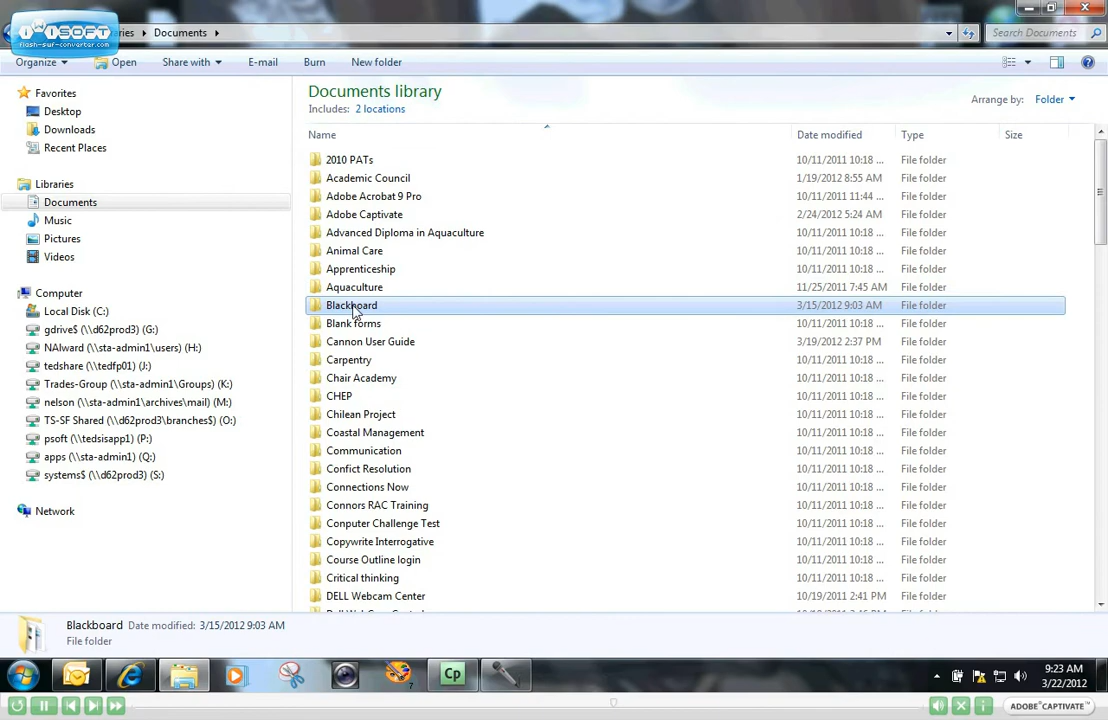 iWiSOFT
flash-swf-converter.com
aries ▸ Documents ▸
Search Documents
Organize
Open
Share with
E-mail
Burn
New folder
Favorites
Desktop
Downloads
Recent Places
Libraries
Documents
Music
Pictures
Videos
Computer
Local Disk (C:)
gdrive$ (\\d62prod3) (G:)
NAlward (\\sta-admin1\users) (H:)
tedshare (\\tedfp01) (J:)
Trades-Group (\\sta-admin1\Groups) (K:)
nelson (\\sta-admin1\archives\mail) (M:)
TS-SF Shared (\\d62prod3\branches$) (O:)
psoft (\\tedsisapp1) (P:)
apps (\\sta-admin1) (Q:)
systems$ (\\d62prod3) (S:)
Network
Documents library
Includes: 2 locations
Arrange by: Folder
Name Date modified Type Size
2010 PATs 10/11/2011 10:18 ... File folder
Academic Council 1/19/2012 8:55 AM File folder
Adobe Acrobat 9 Pro 10/11/2011 11:44 ... File folder
Adobe Captivate 2/24/2012 5:24 AM File folder
Advanced Diploma in Aquaculture 10/11/2011 10:18 ... File folder
Animal Care 10/11/2011 10:18 ... File folder
Apprenticeship 10/11/2011 10:18 ... File folder
Aquaculture 11/25/2011 7:45 AM File folder
Blackboard 3/15/2012 9:03 AM File folder
Blank forms 10/11/2011 10:18 ... File folder
Cannon User Guide 3/19/2012 2:37 PM File folder
Carpentry 10/11/2011 10:18 ... File folder
Chair Academy 10/11/2011 10:18 ... File folder
CHEP 10/11/2011 10:18 ... File folder
Chilean Project 10/11/2011 10:18 ... File folder
Coastal Management 10/11/2011 10:18 ... File folder
Communication 10/11/2011 10:18 ... File folder
Confict Resolution 10/11/2011 10:18 ... File folder
Connections Now 10/11/2011 10:18 ... File folder
Connors RAC Training 10/11/2011 10:18 ... File folder
Conputer Challenge Test 10/11/2011 10:18 ... File folder
Copywrite Interrogative 10/11/2011 10:18 ... File folder
Course Outline login 10/11/2011 10:18 ... File folder
Critical thinking 10/11/2011 10:18 ... File folder
DELL Webcam Center 10/19/2011 2:41 PM File folder
Blackboard Date modified: 3/15/2012 9:03 AM
File folder
Cp
7
9:23 AM
3/22/2012
ADOBE® CAPTIVATE™